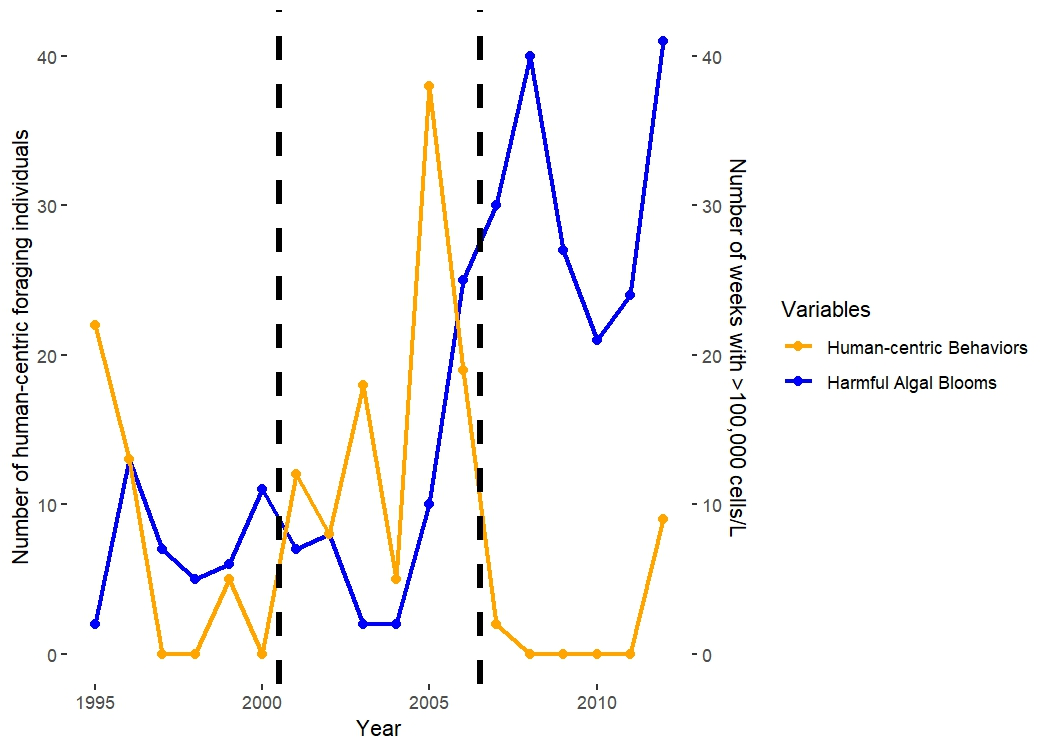 Number of human-centric foraging individuals
40
30
20
10
0
1995
2000
2005
2010
Year
40
30
20
10
0
Number of weeks with >100,000 cells/L
Variables
Human-centric Behaviors
Harmful Algal Blooms